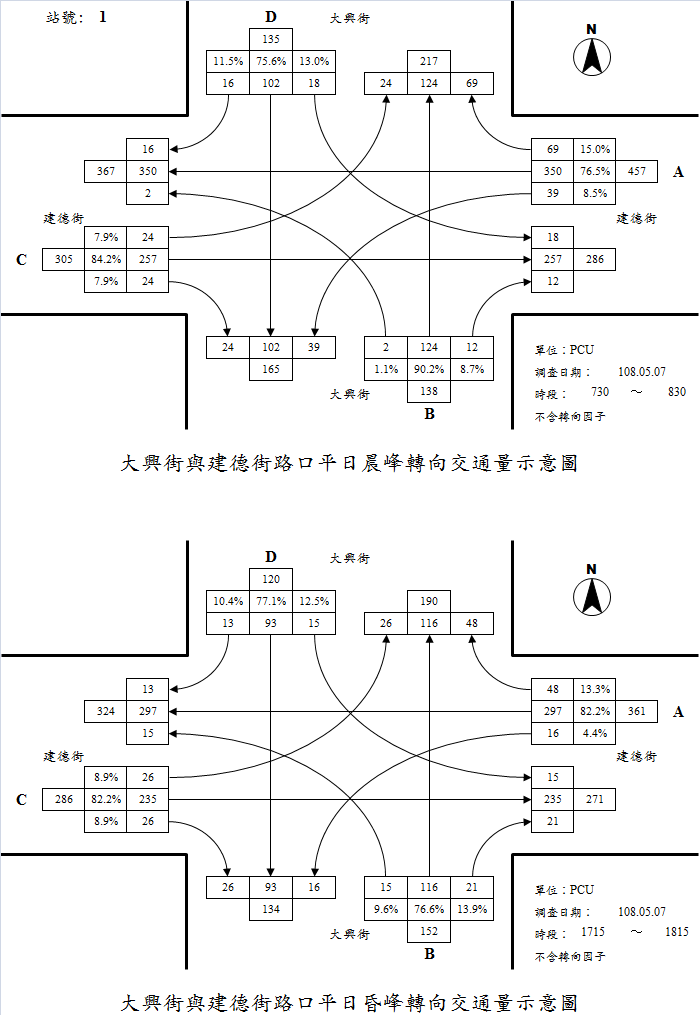 站號： 1
D 大興街
135
11.5% 75.6% 13.0%
16 102 18
217
24 124 69
N
16
367 350
2
69 15.0%
350 76.5% 457
39 8.5%
A
建德街 建德街
7.9% 24
C 305 84.2% 257
7.9% 24
18
257 286
12
24 102 39
165
2 124 12
1.1% 90.2% 8.7%
138
大興街 B
單位：PCU
調查日期： 108.05.07
時段： 730 ～ 830
不含轉向因子
大興街與建德街路口平日晨峰轉向交通量示意圖
D 大興街
120
10.4% 77.1% 12.5%
13 93 15
190
26 116 48
N
13
324 297
15
48 13.3%
297 82.2% 361
16 4.4%
A
建德街 建德街
8.9% 26
C 286 82.2% 235
8.9% 26
15
235 271
21
26 93 16
134
15 116 21
9.6% 76.6% 13.9%
152
大興街 B
單位：PCU
調查日期： 108.05.07
時段： 1715 ～ 1815
不含轉向因子
大興街與建德街路口平日昏峰轉向交通量示意圖